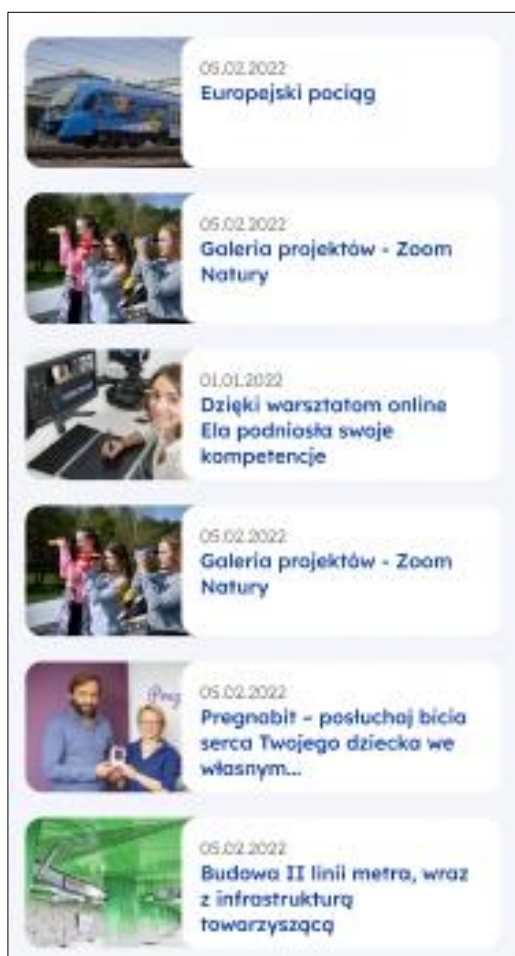 05.02.2022
Europejski pociąg
05.02.2022
Galeria projektów - Zoom
Natury
01.01.2022
Dzięki warsztatom online
Ela podniosła swoje
kompetencje
05.02.2022
Galeria projektów - Zoom
Natury
Preg
05.02.2022
Pregnabit – posłuchaj bicia
serca Twojego dziecka we
własnym...
05.02.2022
Budowa II linii metra, wraz
z infrastrukturą
towarzyszącą